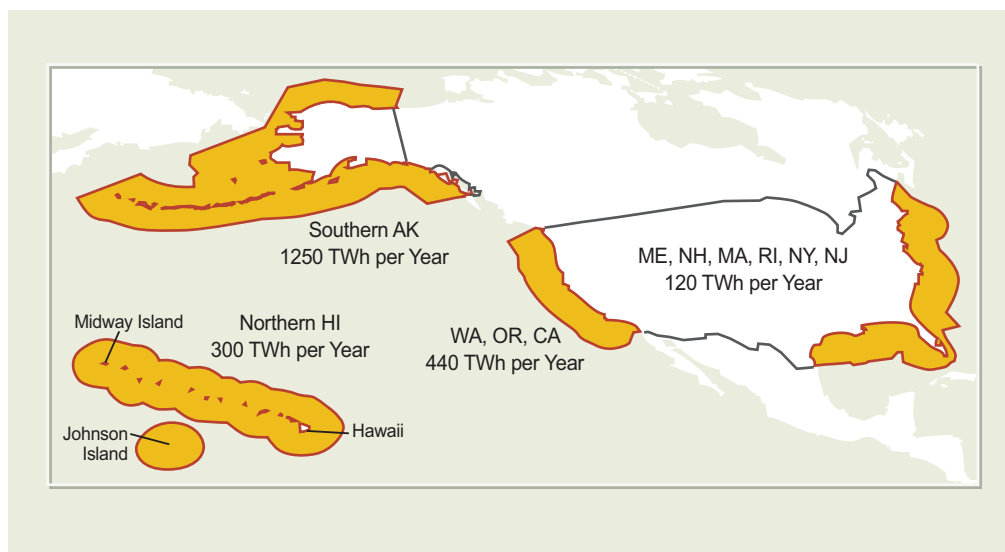 Southern AK
1250 TWh per Year
ME, NH, MA, RI, NY, NJ
120 TWh per Year
Midway Island
Northern HI
300 TWh per Year
WA, OR, CA
440 TWh per Year
Johnson
Island
Hawaii